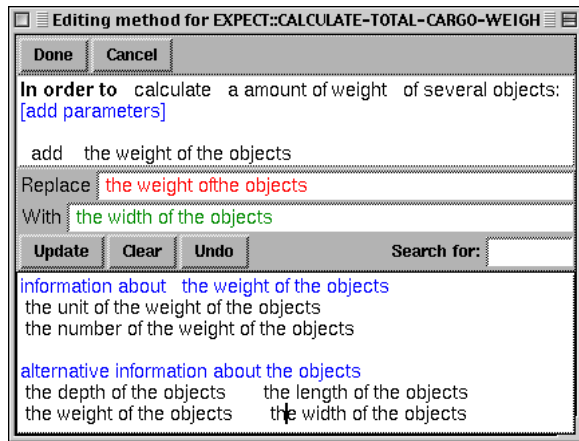 Editing method for EXPECT::CALCULATE-TOTAL-CARGO-WEIGH
Done Cancel
In order to calculate a amount of weight of several objects:
[add parameters]
add the weight of the objects
Replace the weight ofthe objects
With the width of the objects
Update Clear Undo Search for:
information about the weight of the objects
the unit of the weight of the objects
the number of the weight of the objects
alternative information about the objects
the depth of the objects the length of the objects
the weight of the objects the width of the objects